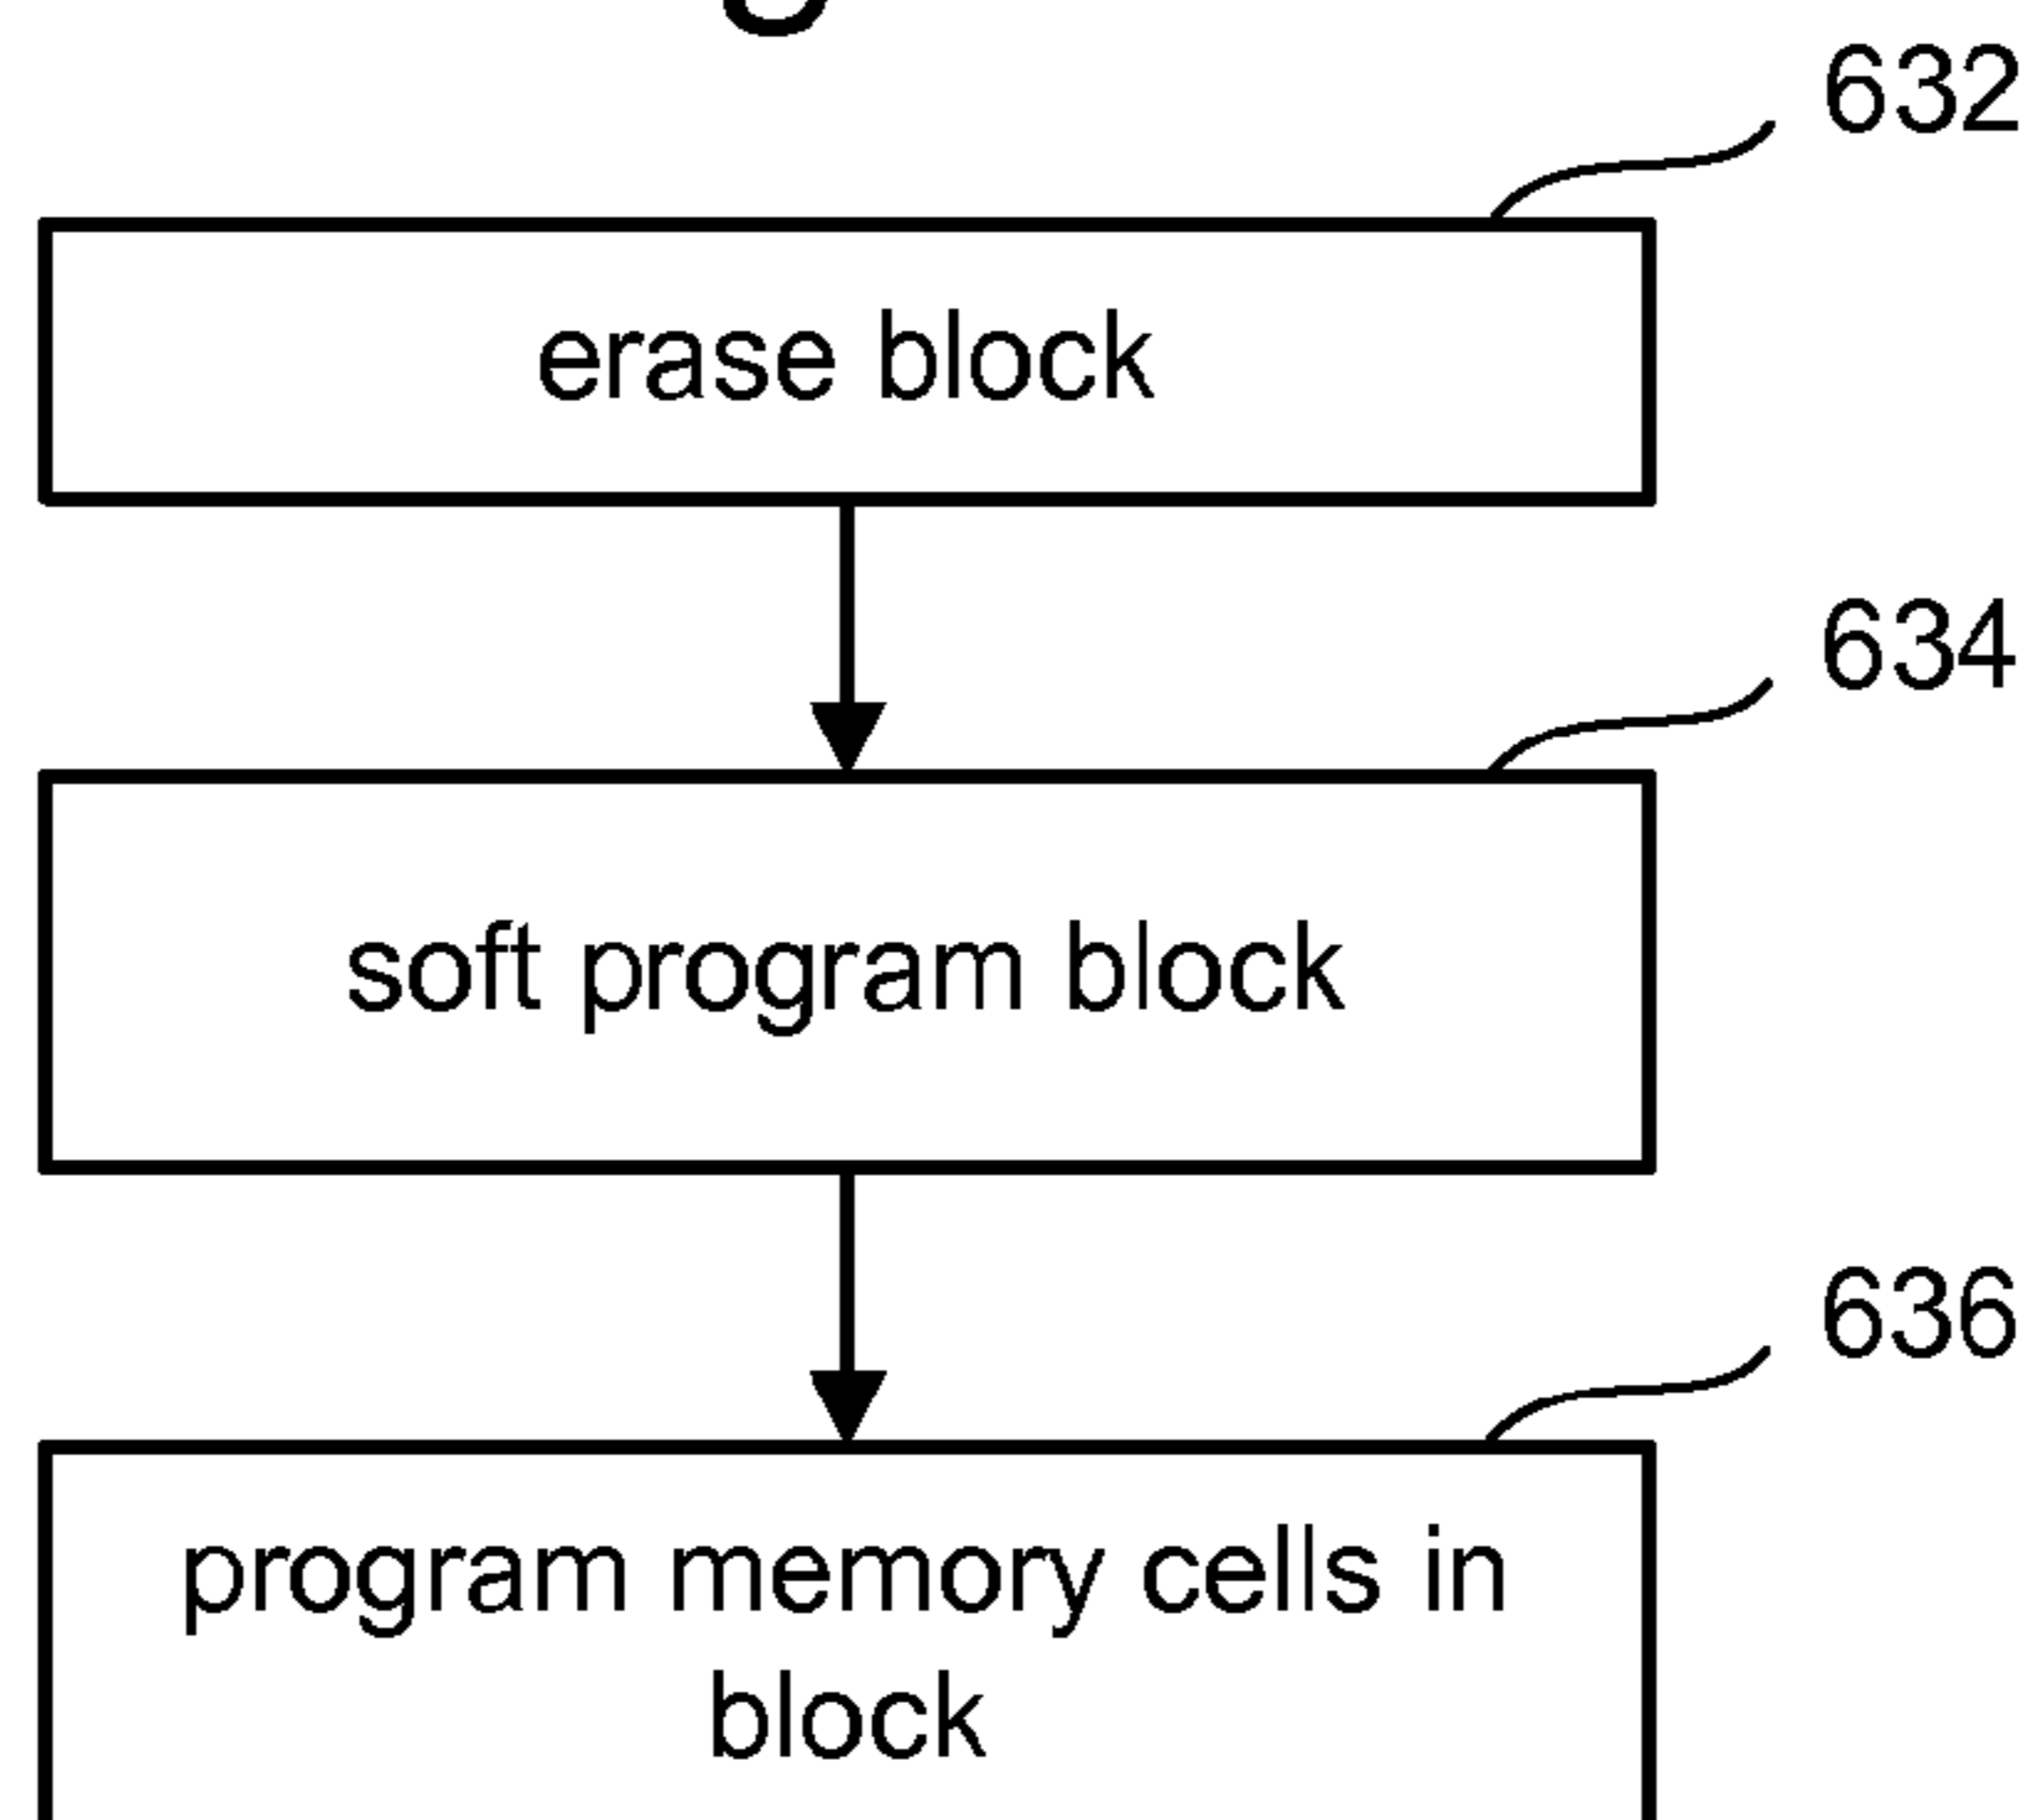 632
erase block
634
soft program block
636
program memory cells in
block